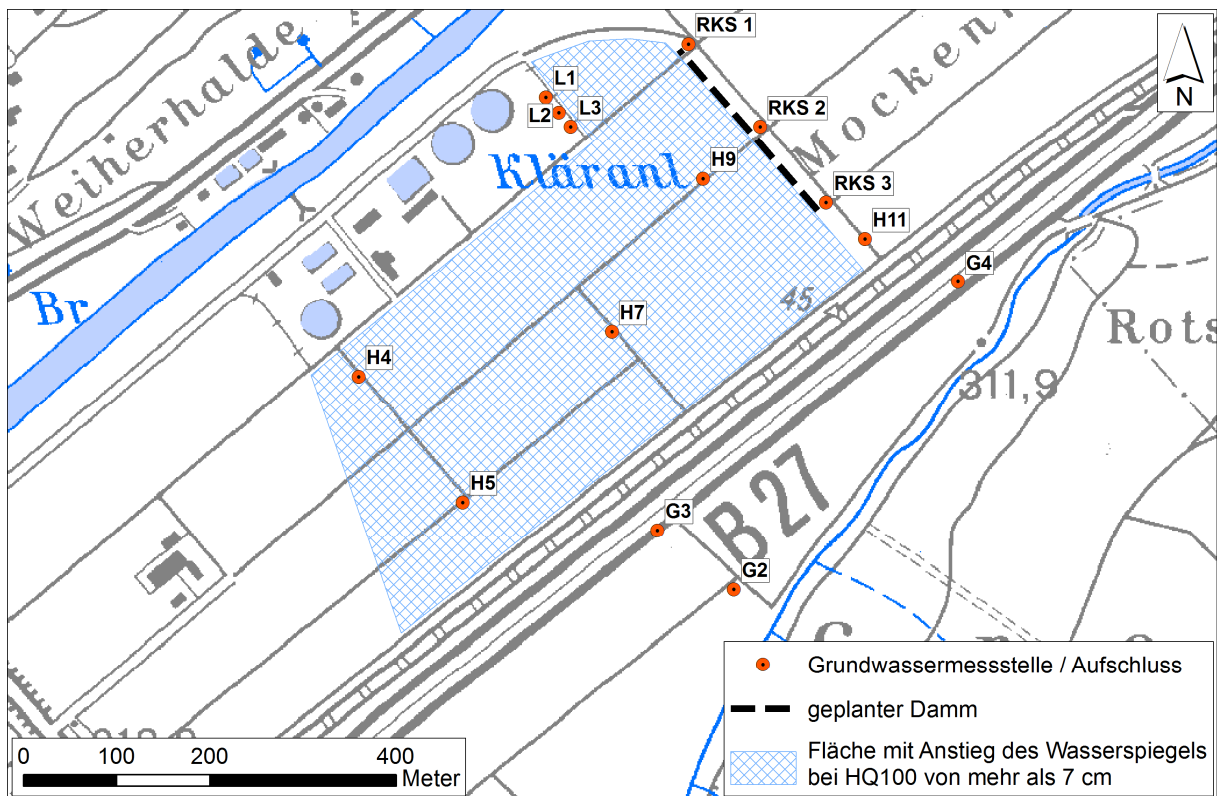 RKS 1
N
Weiherhalde
L1
L2
L3
RKS 2
Kläranl
H9
RKS 3
H11
G4
Br
45
Rots
H7
H4
311,9
H5
B 27
G3
G2
Grundwassermessstelle / Aufschluss
geplanter Damm
Fläche mit Anstieg des Wasserspiegels
bei HQ100 von mehr als 7 cm
0 100 200 400
Meter